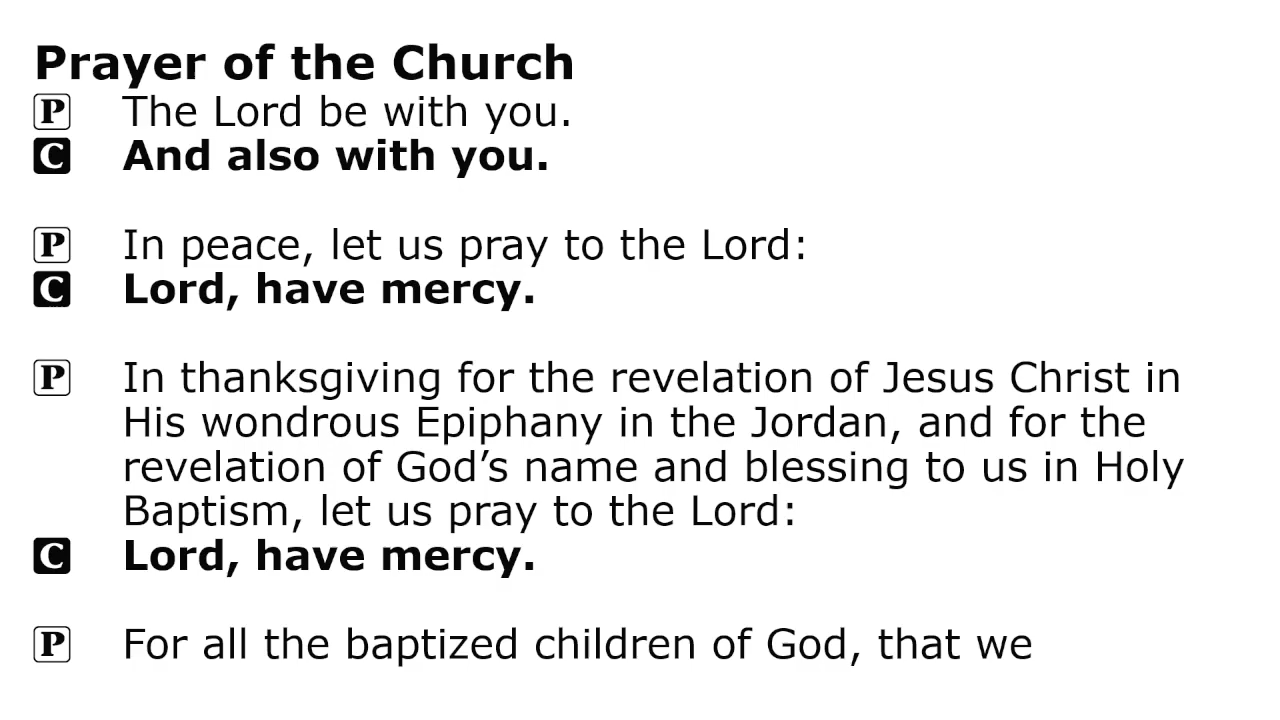 Prayer of the Church
P The Lord be with you.
C And also with you.
P In peace, let us pray to the Lord:
C Lord, have mercy.
P In thanksgiving for the revelation of Jesus Christ in
His wondrous Epiphany in the Jordan, and for the
revelation of God’s name and blessing to us in Holy
Baptism, let us pray to the Lord:
C Lord, have mercy.
P For all the baptized children of God, that we